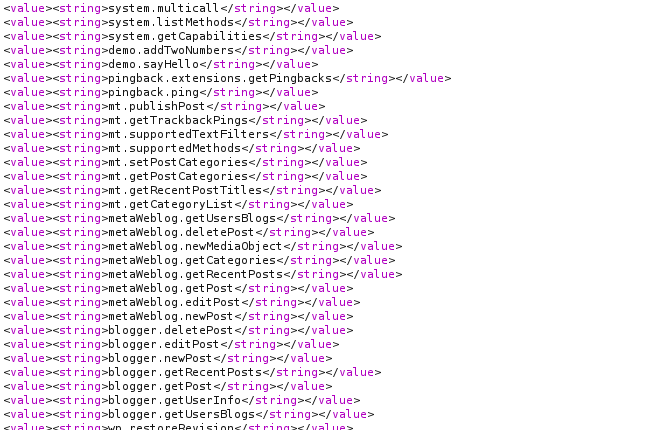 <value><string>system.multicall</string></value>
<value><string>system.listMethods</string></value>
<value><string>system.getCapabilities</string></value>
<value><string>demo.addTwoNumbers</string></value>
<value><string>demo.sayHello</string></value>
<value><string>pingback.extensions.getPingbacks</string></value>
<value><string>pingback.ping</string></value>
<value><string>mt.publishPost</string></value>
<value><string>mt.getTrackbackPings</string></value>
<value><string>mt.supportedTextFilters</string></value>
<value><string>mt.supportedMethods</string></value>
<value><string>mt.setPostCategories</string></value>
<value><string>mt.getPostCategories</string></value>
<value><string>mt.getRecentPostTitles</string></value>
<value><string>mt.getCategoryList</string></value>
<value><string>metaWeblog.getUsersBlogs</string></value>
<value><string>metaWeblog.deletePost</string></value>
<value><string>metaWeblog.newMediaObject</string></value>
<value><string>metaWeblog.getCategories</string></value>
<value><string>metaWeblog.getRecentPosts</string></value>
<value><string>metaWeblog.getPost</string></value>
<value><string>metaWeblog.editPost</string></value>
<value><string>metaWeblog.newPost</string></value>
<value><string>blogger.deletePost</string></value>
<value><string>blogger.editPost</string></value>
<value><string>blogger.newPost</string></value>
<value><string>blogger.getRecentPosts</string></value>
<value><string>blogger.getPost</string></value>
<value><string>blogger.getUserInfo</string></value>
<value><string>blogger.getUsersBlogs</string></value>
<value><string>wp.restoreRevision</string></value>